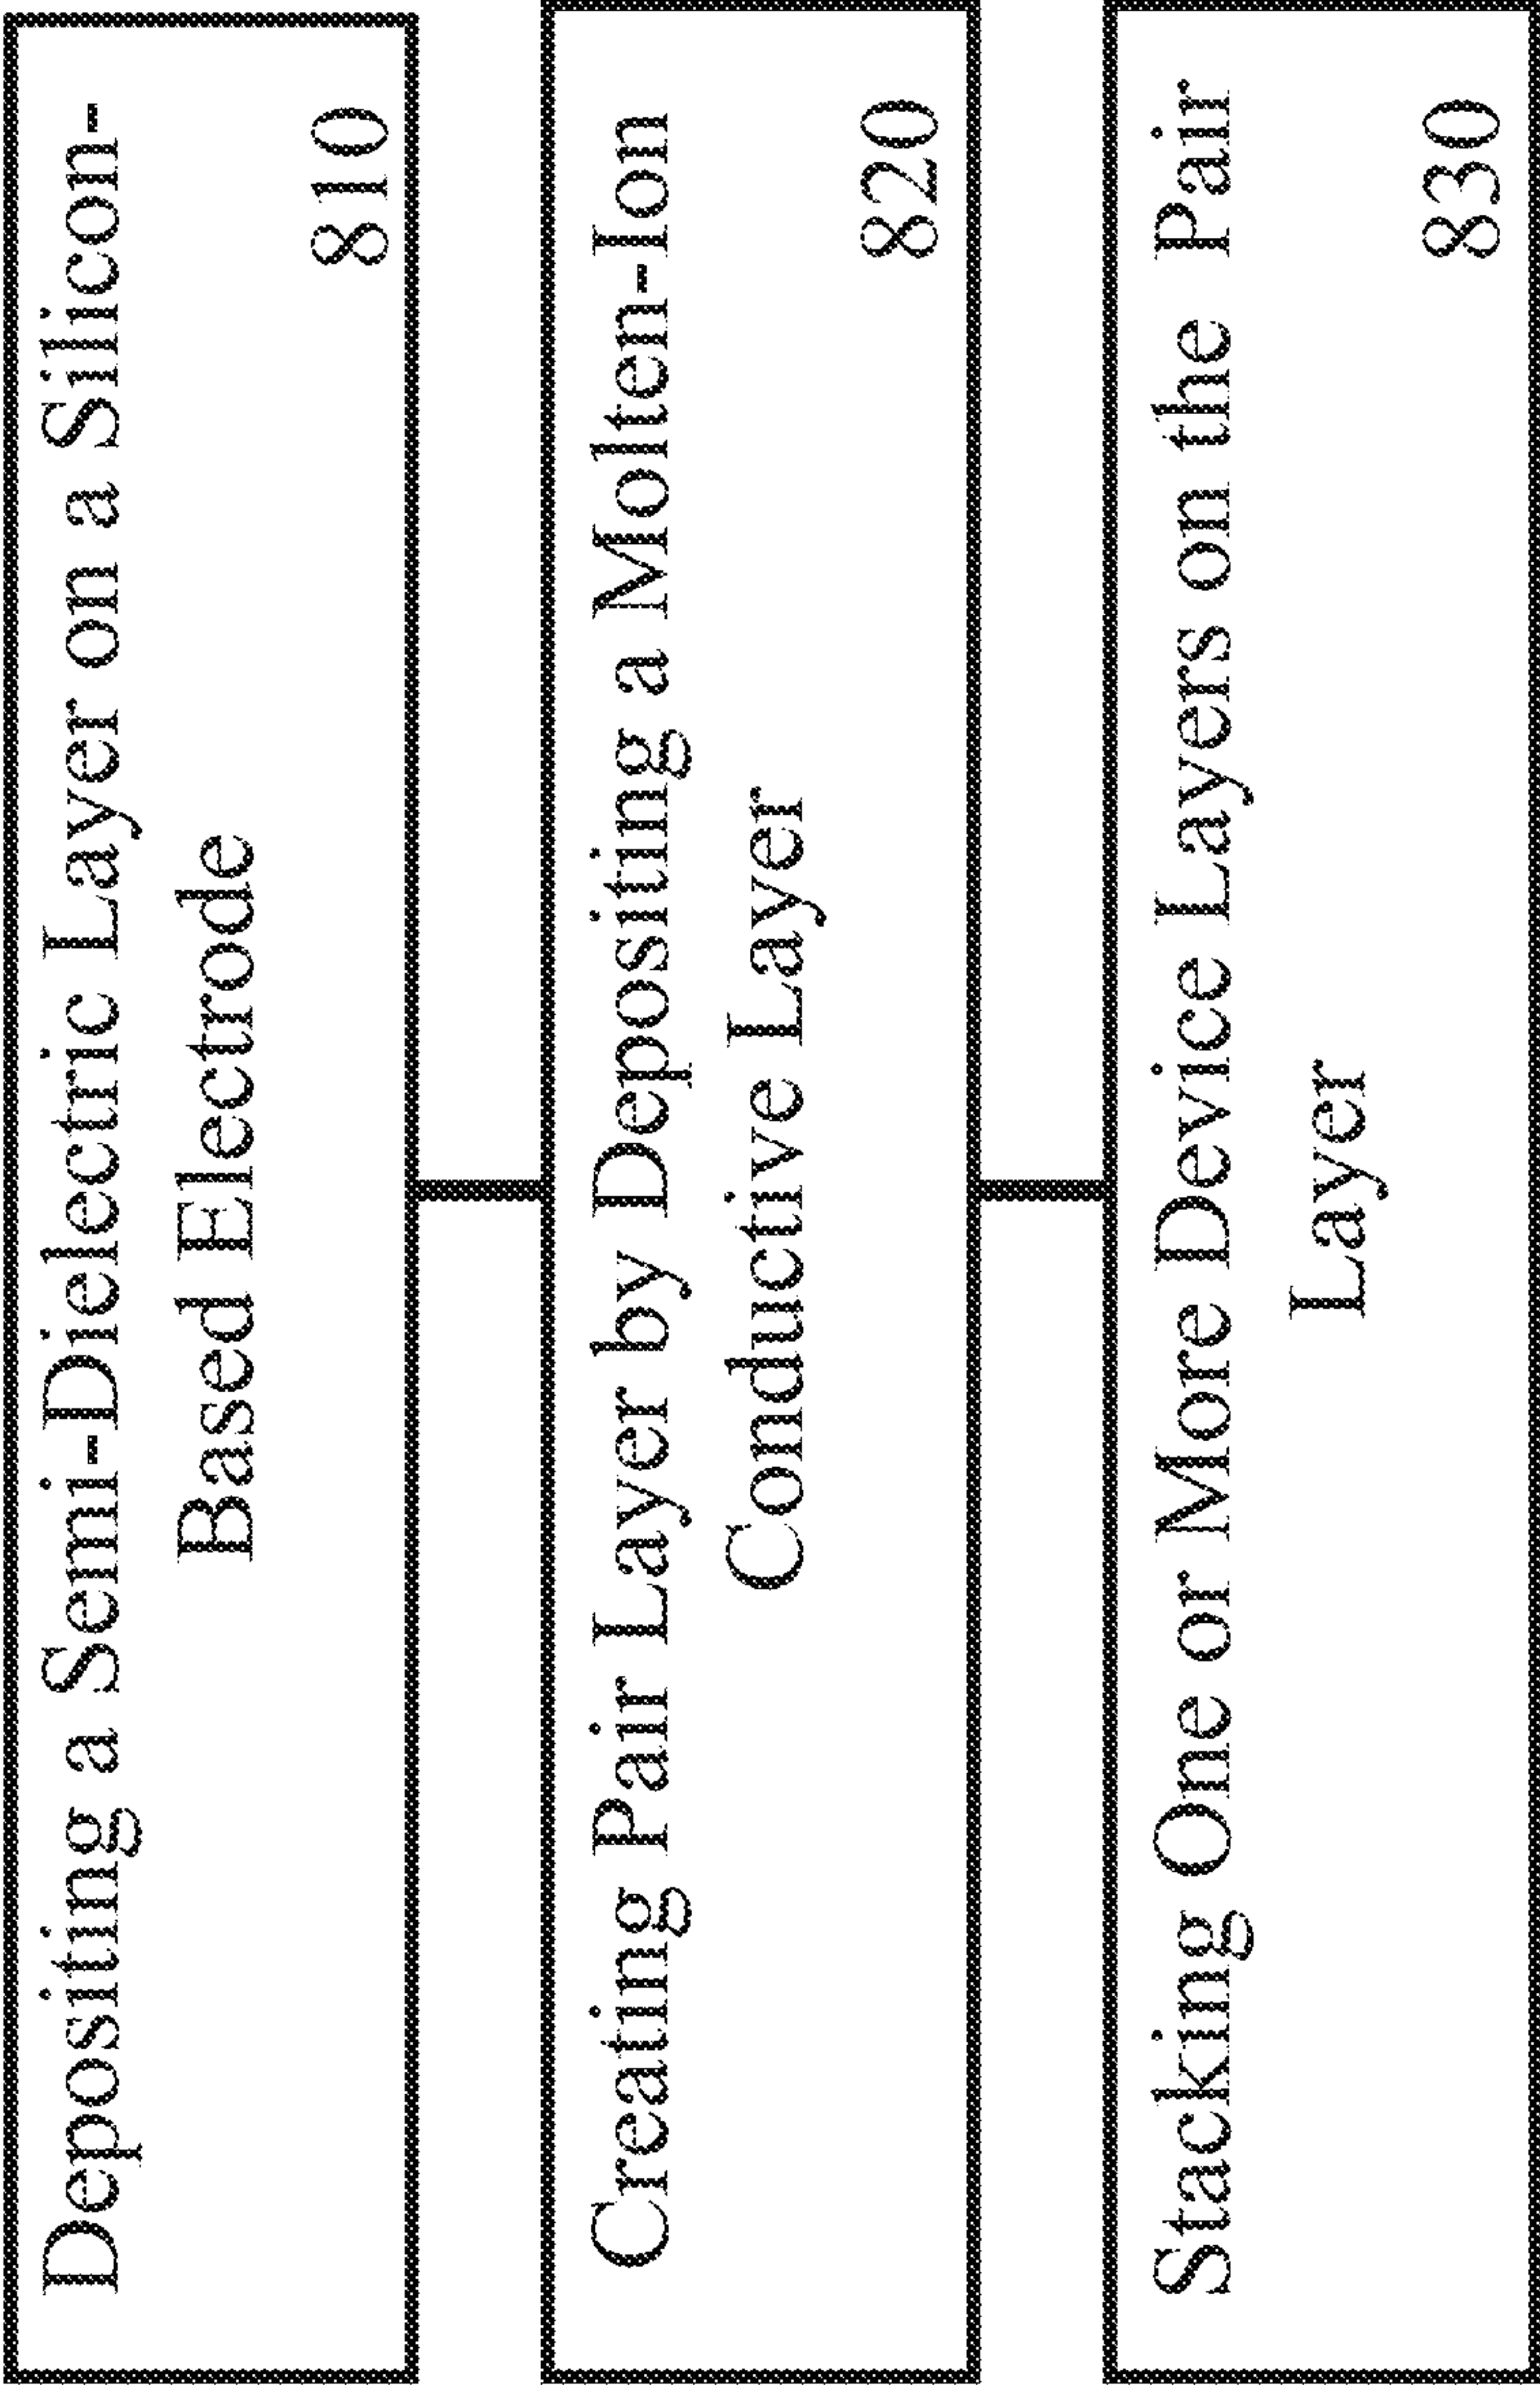 Depositing a Semi-Dielectric Layer on a Silicon-
Based Electrode
810
Creating Pair Layer by Depositing a Molten-Ion
Conductive Layer
820
Stacking One or More Device Layers on the Pair
Layer
830